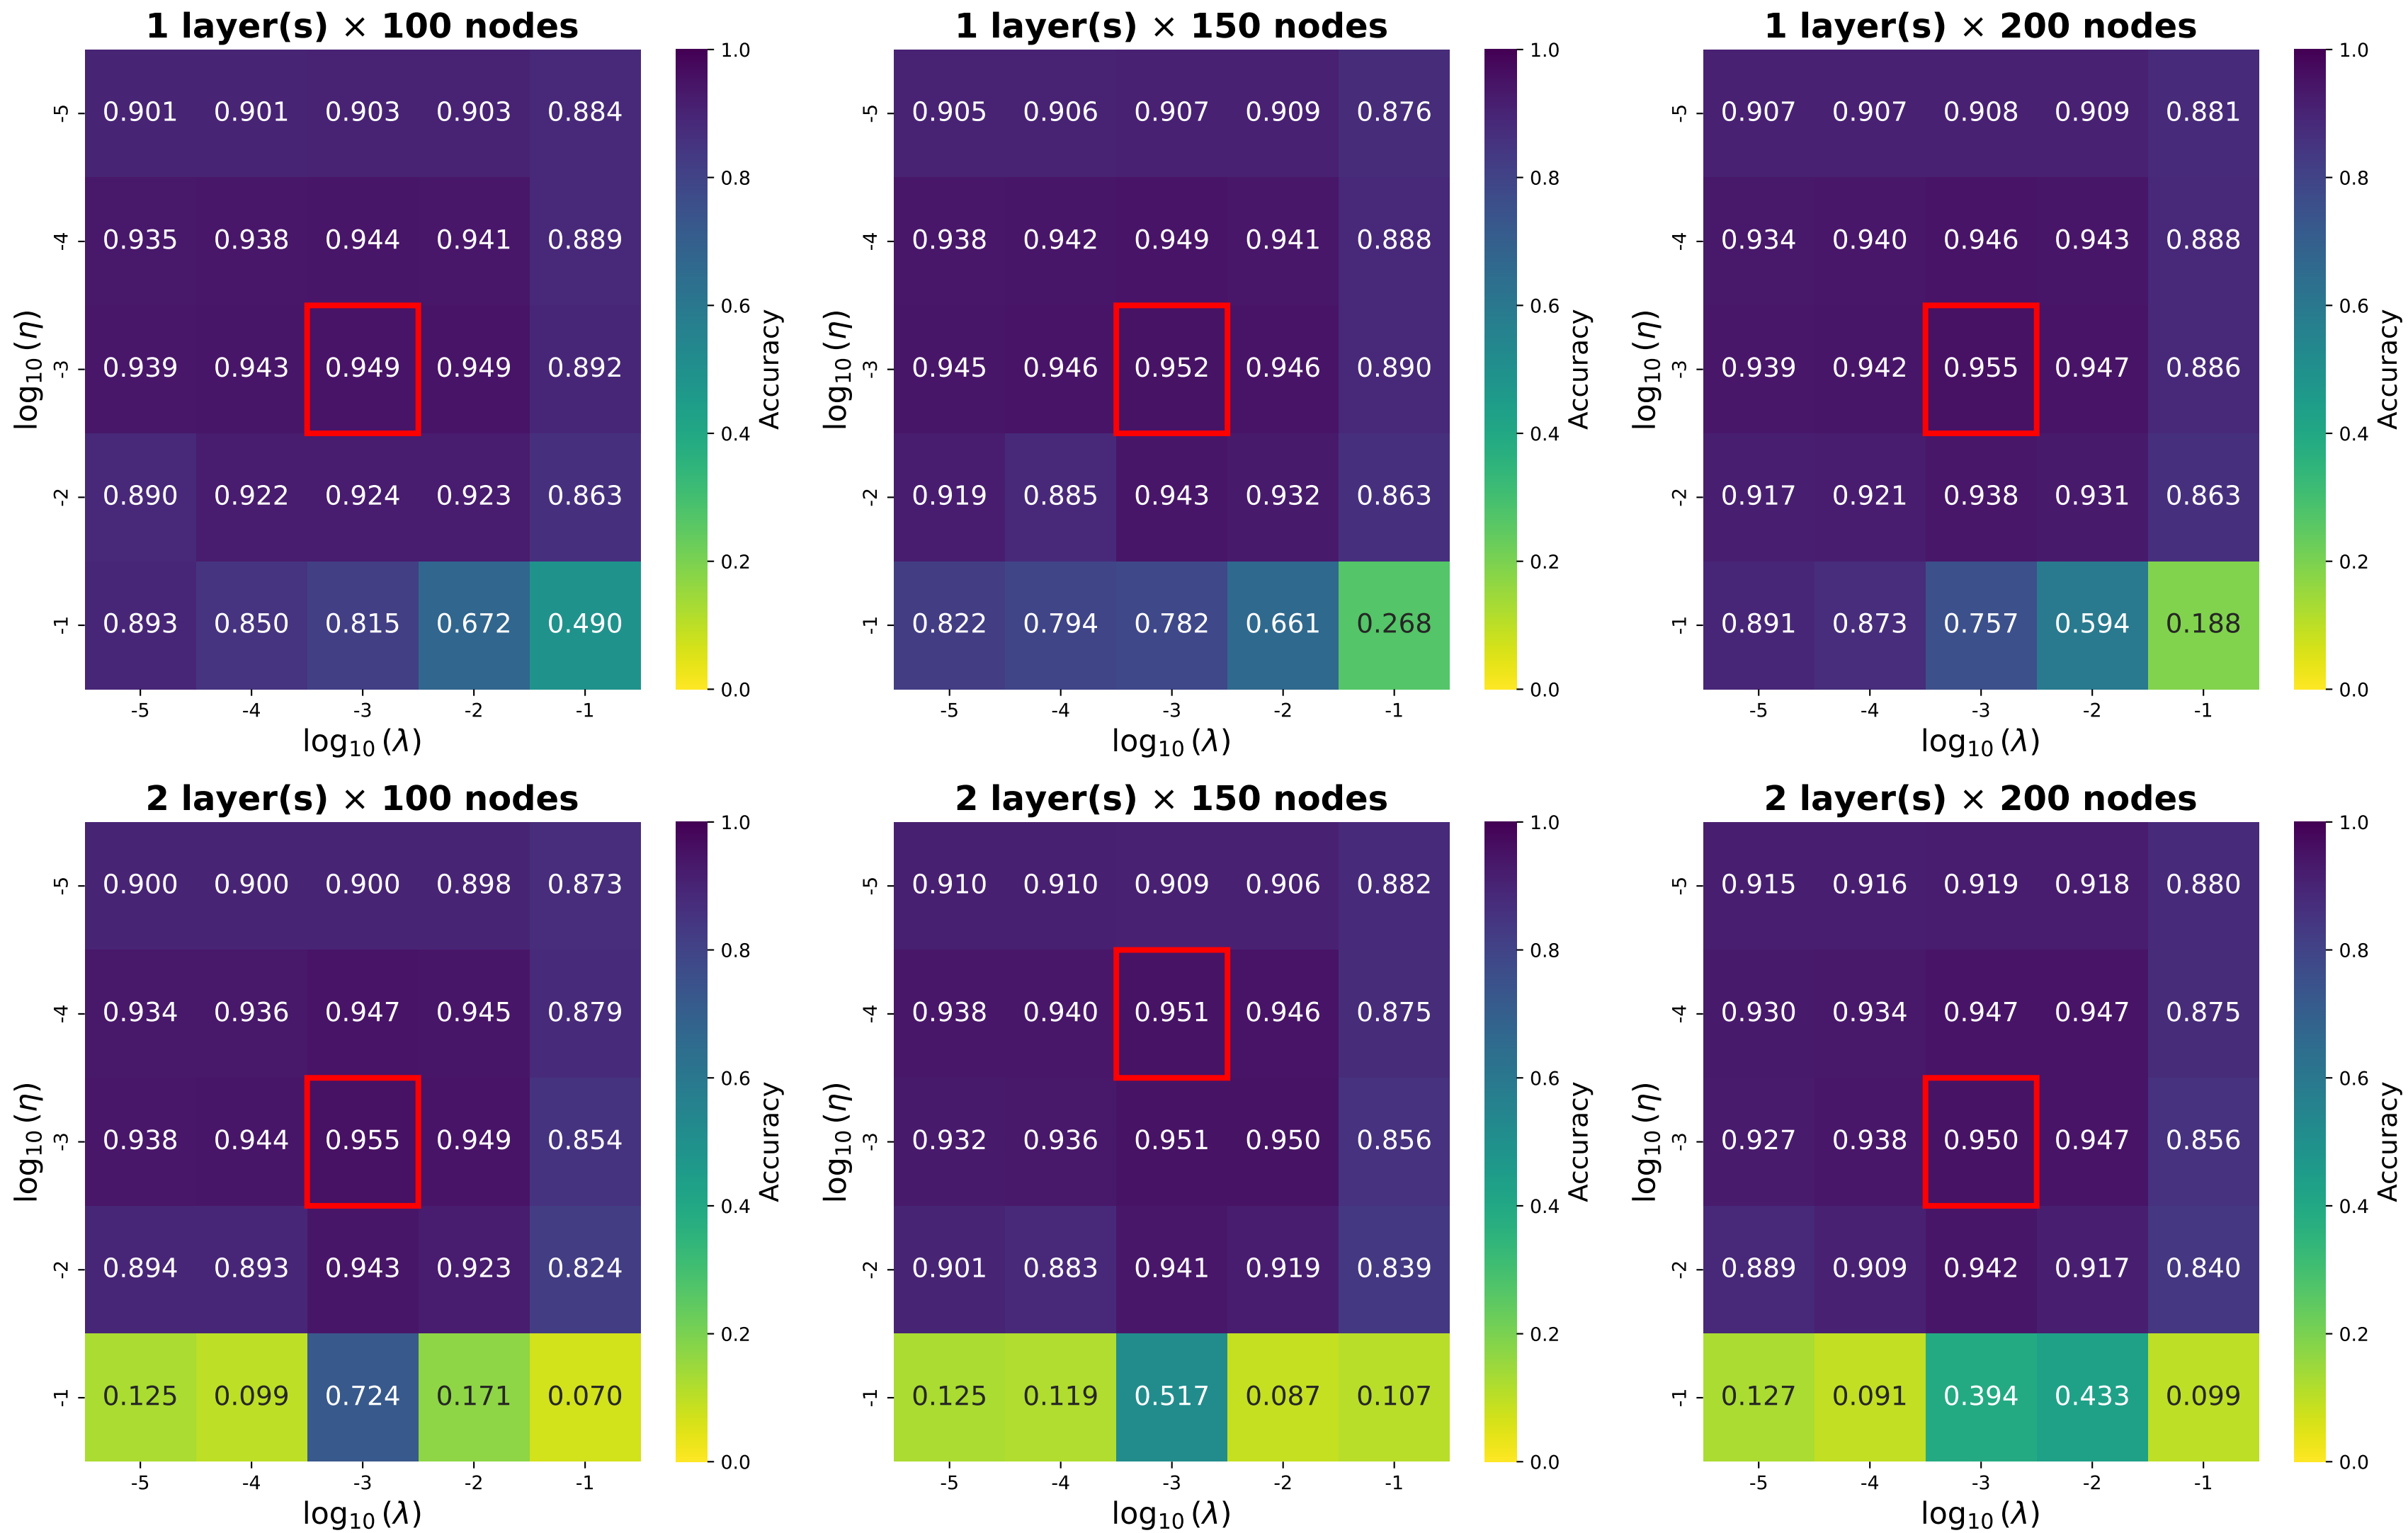 1 layer(s) × 100 nodes
0.901 0.901 0.903 0.903 0.884
0.935 0.938 0.944 0.941 0.889
0.939 0.943 0.949 0.949 0.892
0.890 0.922 0.924 0.923 0.863
0.893 0.850 0.815 0.672 0.490
-5
-4
-3
-2
-1
log₁₀ (η)
-5 -4 -3 -2 -1
log₁₀ (λ)
1.0
0.8
0.6
0.4
0.2
0.0
Accuracy
1 layer(s) × 150 nodes
0.905 0.906 0.907 0.909 0.876
0.938 0.942 0.949 0.941 0.888
0.945 0.946 0.952 0.946 0.890
0.919 0.885 0.943 0.932 0.863
0.822 0.794 0.782 0.661 0.268
-5
-4
-3
-2
-1
log₁₀ (η)
-5 -4 -3 -2 -1
log₁₀ (λ)
1.0
0.8
0.6
0.4
0.2
0.0
Accuracy
1 layer(s) × 200 nodes
0.907 0.907 0.908 0.909 0.881
0.934 0.940 0.946 0.943 0.888
0.939 0.942 0.955 0.947 0.886
0.917 0.921 0.938 0.931 0.863
0.891 0.873 0.757 0.594 0.188
-5
-4
-3
-2
-1
log₁₀ (η)
-5 -4 -3 -2 -1
log₁₀ (λ)
1.0
0.8
0.6
0.4
0.2
0.0
Accuracy
2 layer(s) × 100 nodes
0.900 0.900 0.900 0.898 0.873
0.934 0.936 0.947 0.945 0.879
0.938 0.944 0.955 0.949 0.854
0.894 0.893 0.943 0.923 0.824
0.125 0.099 0.724 0.171 0.070
-5
-4
-3
-2
-1
log₁₀ (η)
-5 -4 -3 -2 -1
log₁₀ (λ)
1.0
0.8
0.6
0.4
0.2
0.0
Accuracy
2 layer(s) × 150 nodes
0.910 0.910 0.909 0.906 0.882
0.938 0.940 0.951 0.946 0.875
0.932 0.936 0.951 0.950 0.856
0.901 0.883 0.941 0.919 0.839
0.125 0.119 0.517 0.087 0.107
-5
-4
-3
-2
-1
log₁₀ (η)
-5 -4 -3 -2 -1
log₁₀ (λ)
1.0
0.8
0.6
0.4
0.2
0.0
Accuracy
2 layer(s) × 200 nodes
0.915 0.916 0.919 0.918 0.880
0.930 0.934 0.947 0.947 0.875
0.927 0.938 0.950 0.947 0.856
0.889 0.909 0.942 0.917 0.840
0.127 0.091 0.394 0.433 0.099
-5
-4
-3
-2
-1
log₁₀ (η)
-5 -4 -3 -2 -1
log₁₀ (λ)
1.0
0.8
0.6
0.4
0.2
0.0
Accuracy